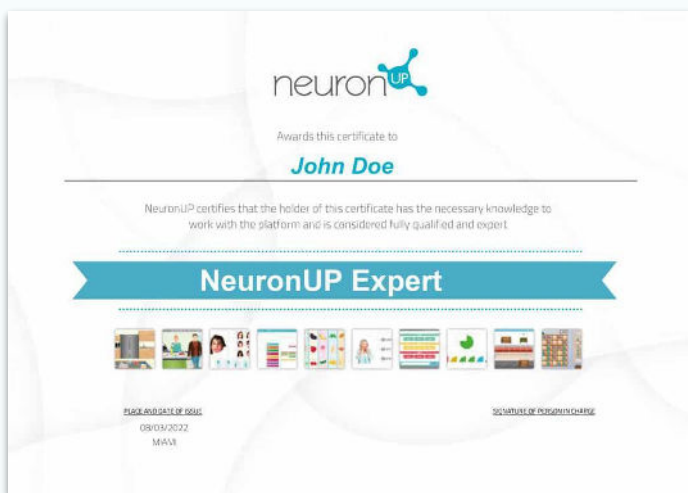 neuronUP
Awards this certificate to
John Doe
NeuronUP certifies that the holder of this certificate has the necessary knowledge to
work with the platform and is considered fully qualified and expert
NeuronUP Expert
PLACE AND DATE OF ISSUE
SIGNATURE OF PERSON IN CHARGE
08/03/2022
MIAMI